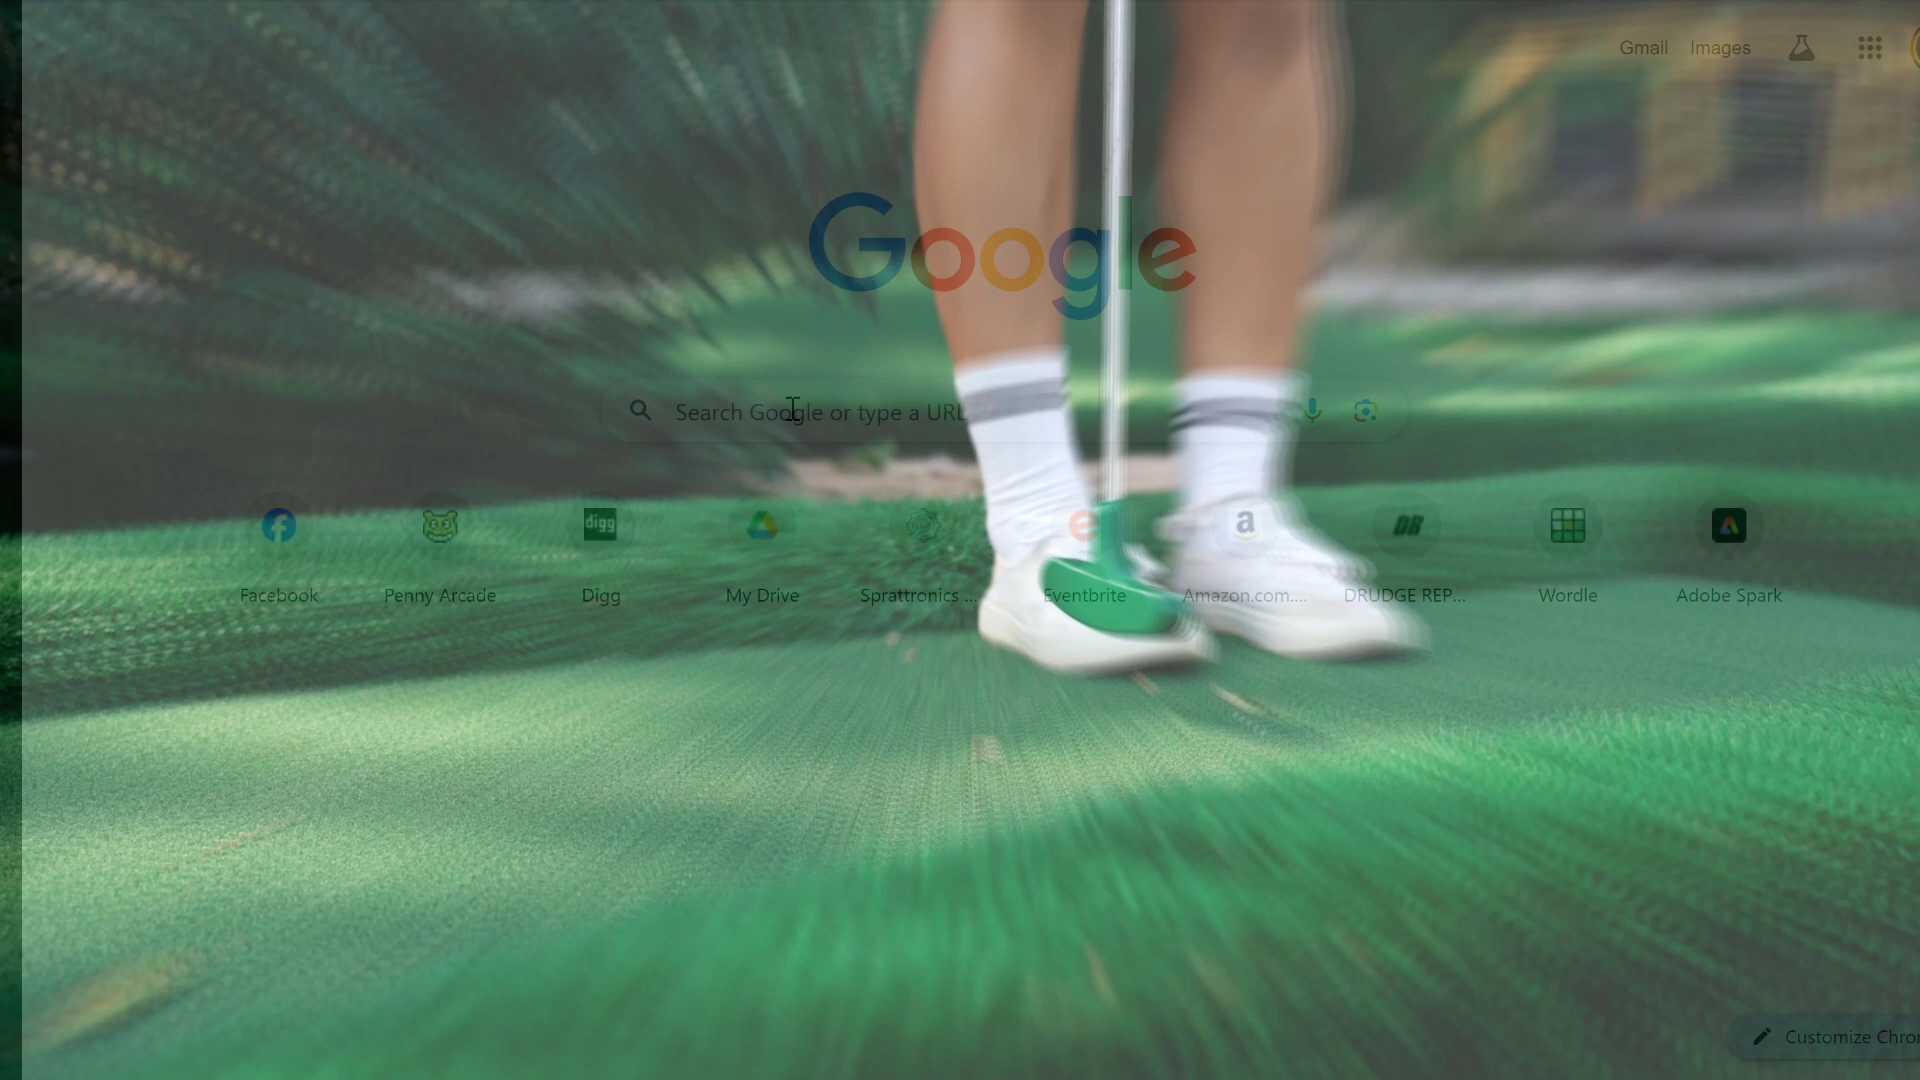 Gmail Images
Google
Search Google or type a URL
digg
a
DR
Facebook Penny Arcade Digg My Drive Sprattronics ... Eventbrite Amazon.com.... DRUDGE REP... Wordle Adobe Spark
Customize Chro